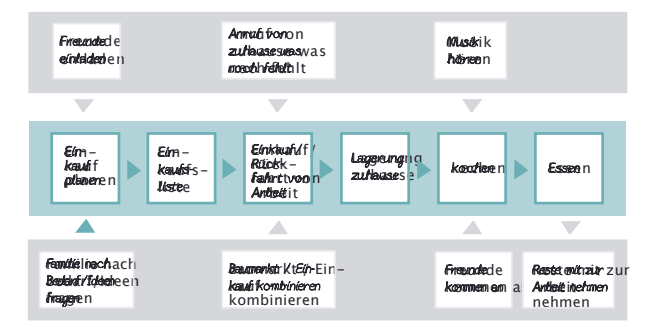 Freunde
einladen
Anruf von
zuhause was
noch fehlt
Musik
hören
Ein-
kauf
planen
Ein-
kaufs-
liste
Einkauf /
Rück-
fahrt von
Arbeit
Lagerung
zuhause
kochen
Essen
Familie nach
Bedarf/Ideen
fragen
Baumarkt / Ein-
kauf kombinieren
Freunde
kommen an
Reste mit zur
Arbeit nehmen